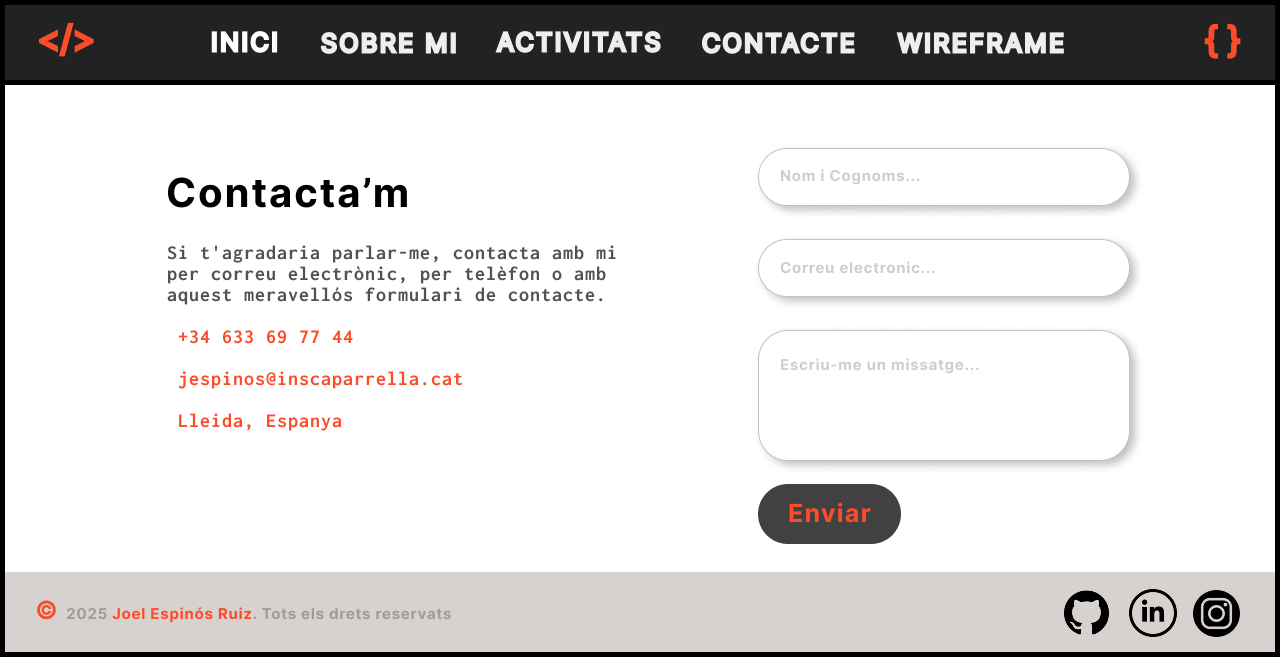 </> INICI SOBRE MI ACTIVITATS CONTACTE WIREFRAME { }
Contacta’m
Si t'agradaria parlar-me, contacta amb mi
per correu electrònic, per telèfon o amb
aquest meravellós formulari de contacte.
+34 633 69 77 44
jespinos@inscaparrella.cat
Lleida, Espanya
Nom i Cognoms...
Correu electronic...
Escriu-me un missatge...
Enviar
© 2025 Joel Espinós Ruiz. Tots els drets reservats
in